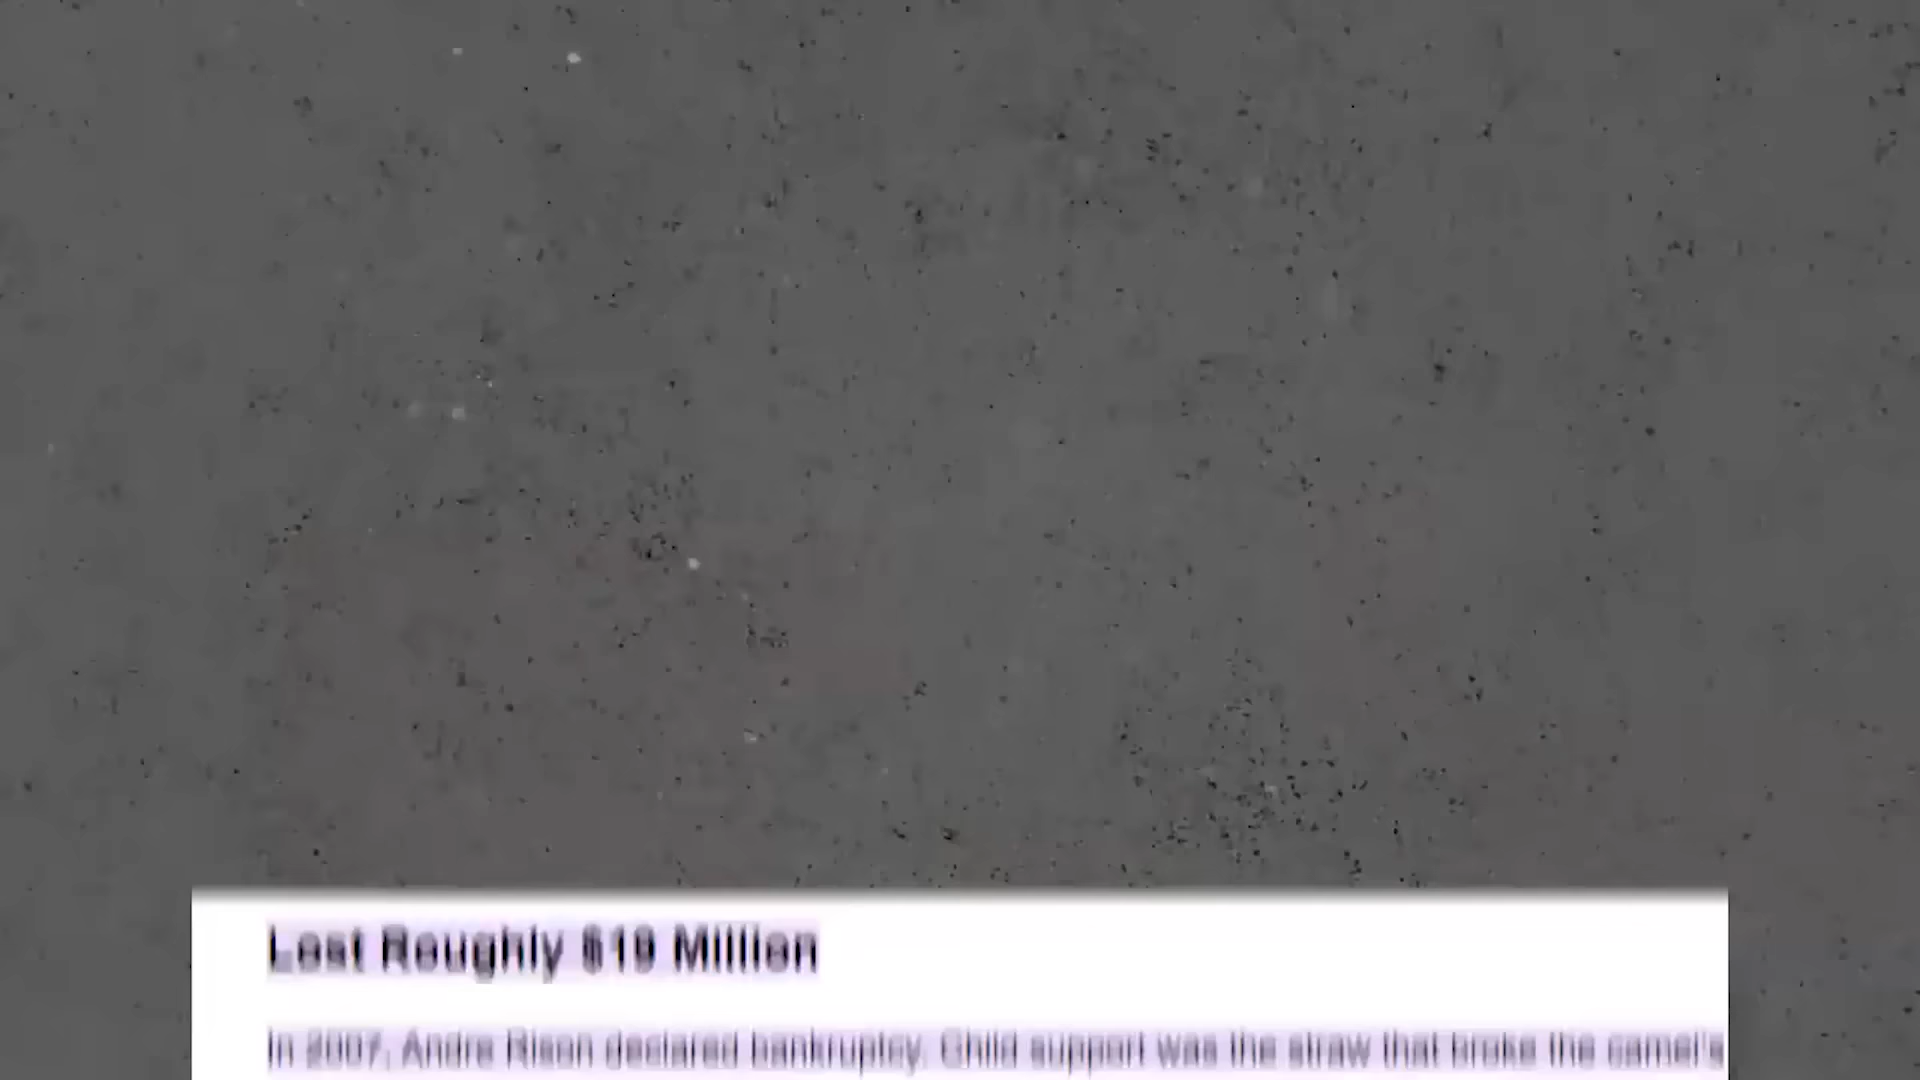 Lost Roughly $19 Million
In 2007, Andre Rison declared bankruptcy. Child support was the straw that broke the camel's